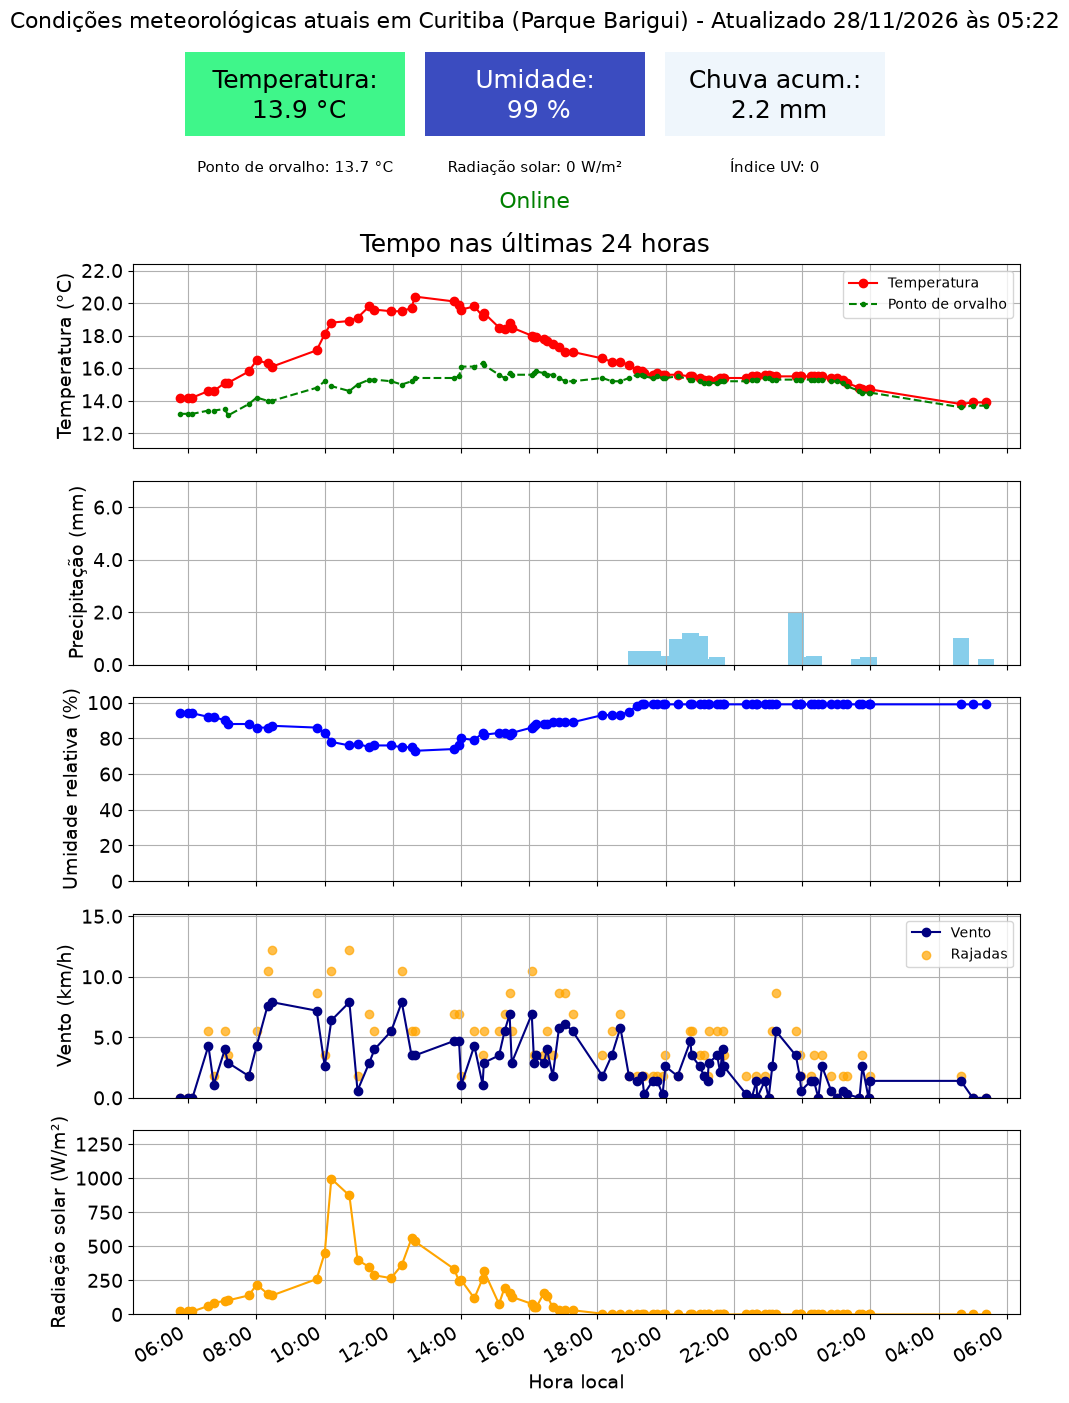 Condições meteorológicas atuais em Curitiba (Parque Barigui) - Atualizado 28/11/2026 às 05:22
Temperatura:
13.9 °C
Umidade:
99 %
Chuva acum.:
2.2 mm
Ponto de orvalho: 13.7 °C
Radiação solar: 0 W/m²
Índice UV: 0
Online
Tempo nas últimas 24 horas
Temperatura (°C)
22.0
20.0
18.0
16.0
14.0
12.0
Temperatura
Ponto de orvalho
Precipitação (mm)
6.0
4.0
2.0
0.0
Umidade relativa (%)
100
80
60
40
20
0
Vento (km/h)
15.0
10.0
5.0
0.0
Vento
Rajadas
Radiação solar (W/m²)
1250
1000
750
500
250
0
06:00
08:00
10:00
12:00
14:00
16:00
18:00
20:00
22:00
00:00
02:00
04:00
06:00
Hora local